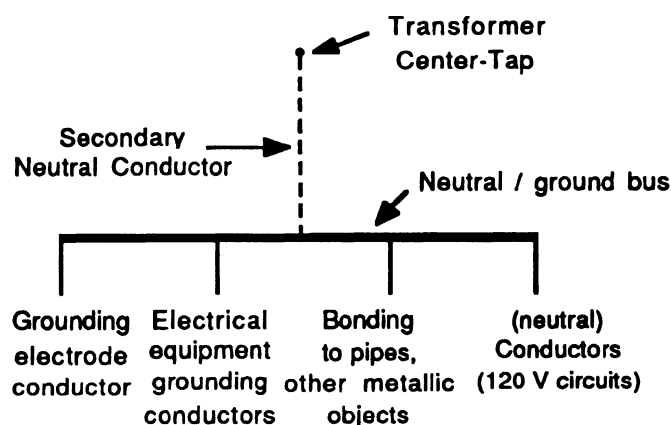 Transformer
Center-Tap
Secondary
Neutral Conductor
Neutral / ground bus
Grounding
electrode
conductor
Electrical
equipment
grounding
conductors
Bonding
to pipes,
other metallic
objects
(neutral)
Conductors
(120 V circuits)